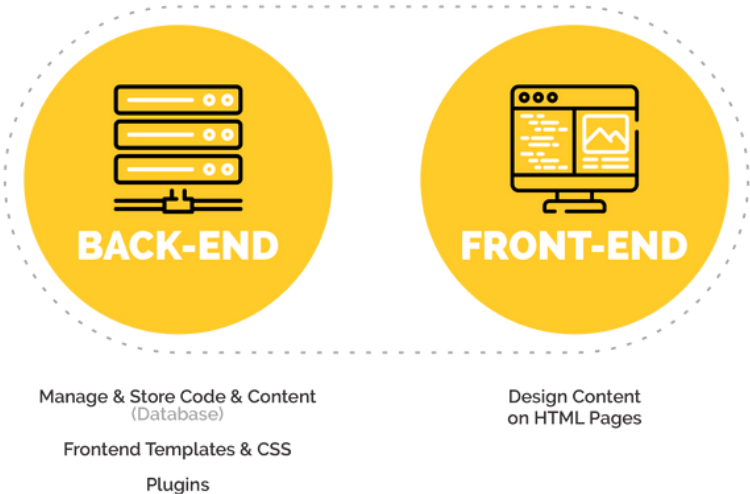 BACK-END
Manage & Store Code & Content
(Database)
Frontend Templates & CSS
Plugins
FRONT-END
Design Content
on HTML Pages